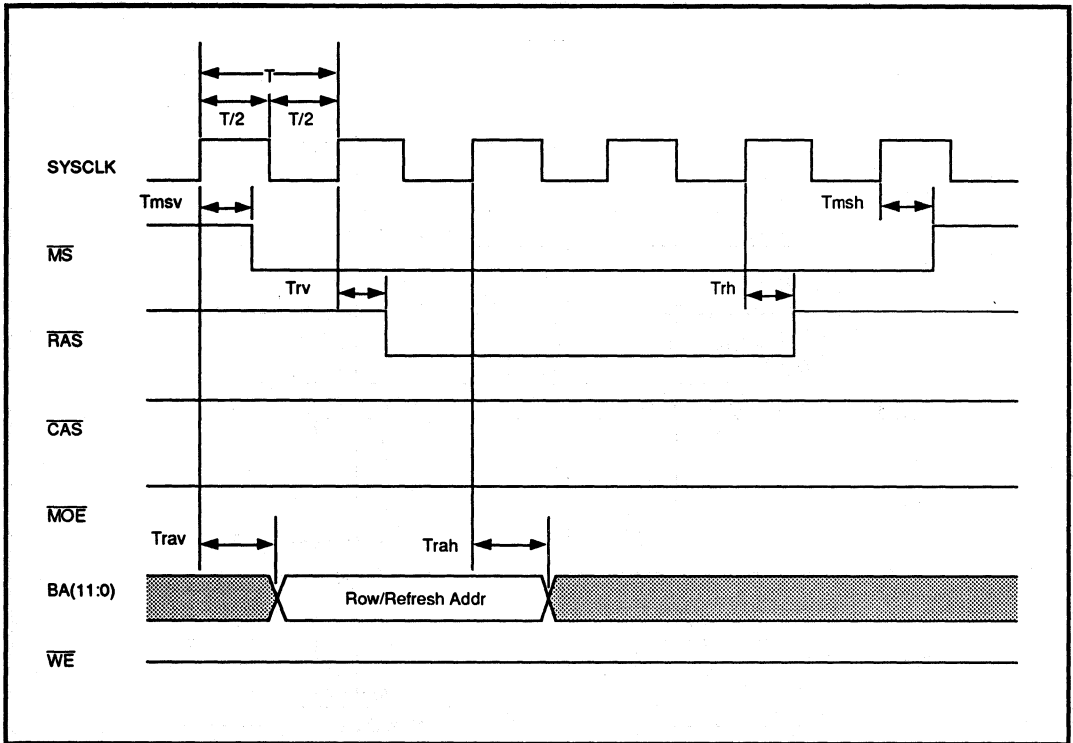 T
T/2 T/2
SYSCLK
Tmsv Tmsh
MS
Trv Trh
RAS
CAS
MOE
Trav Trah
BA(11:0) Row/Refresh Addr
WE